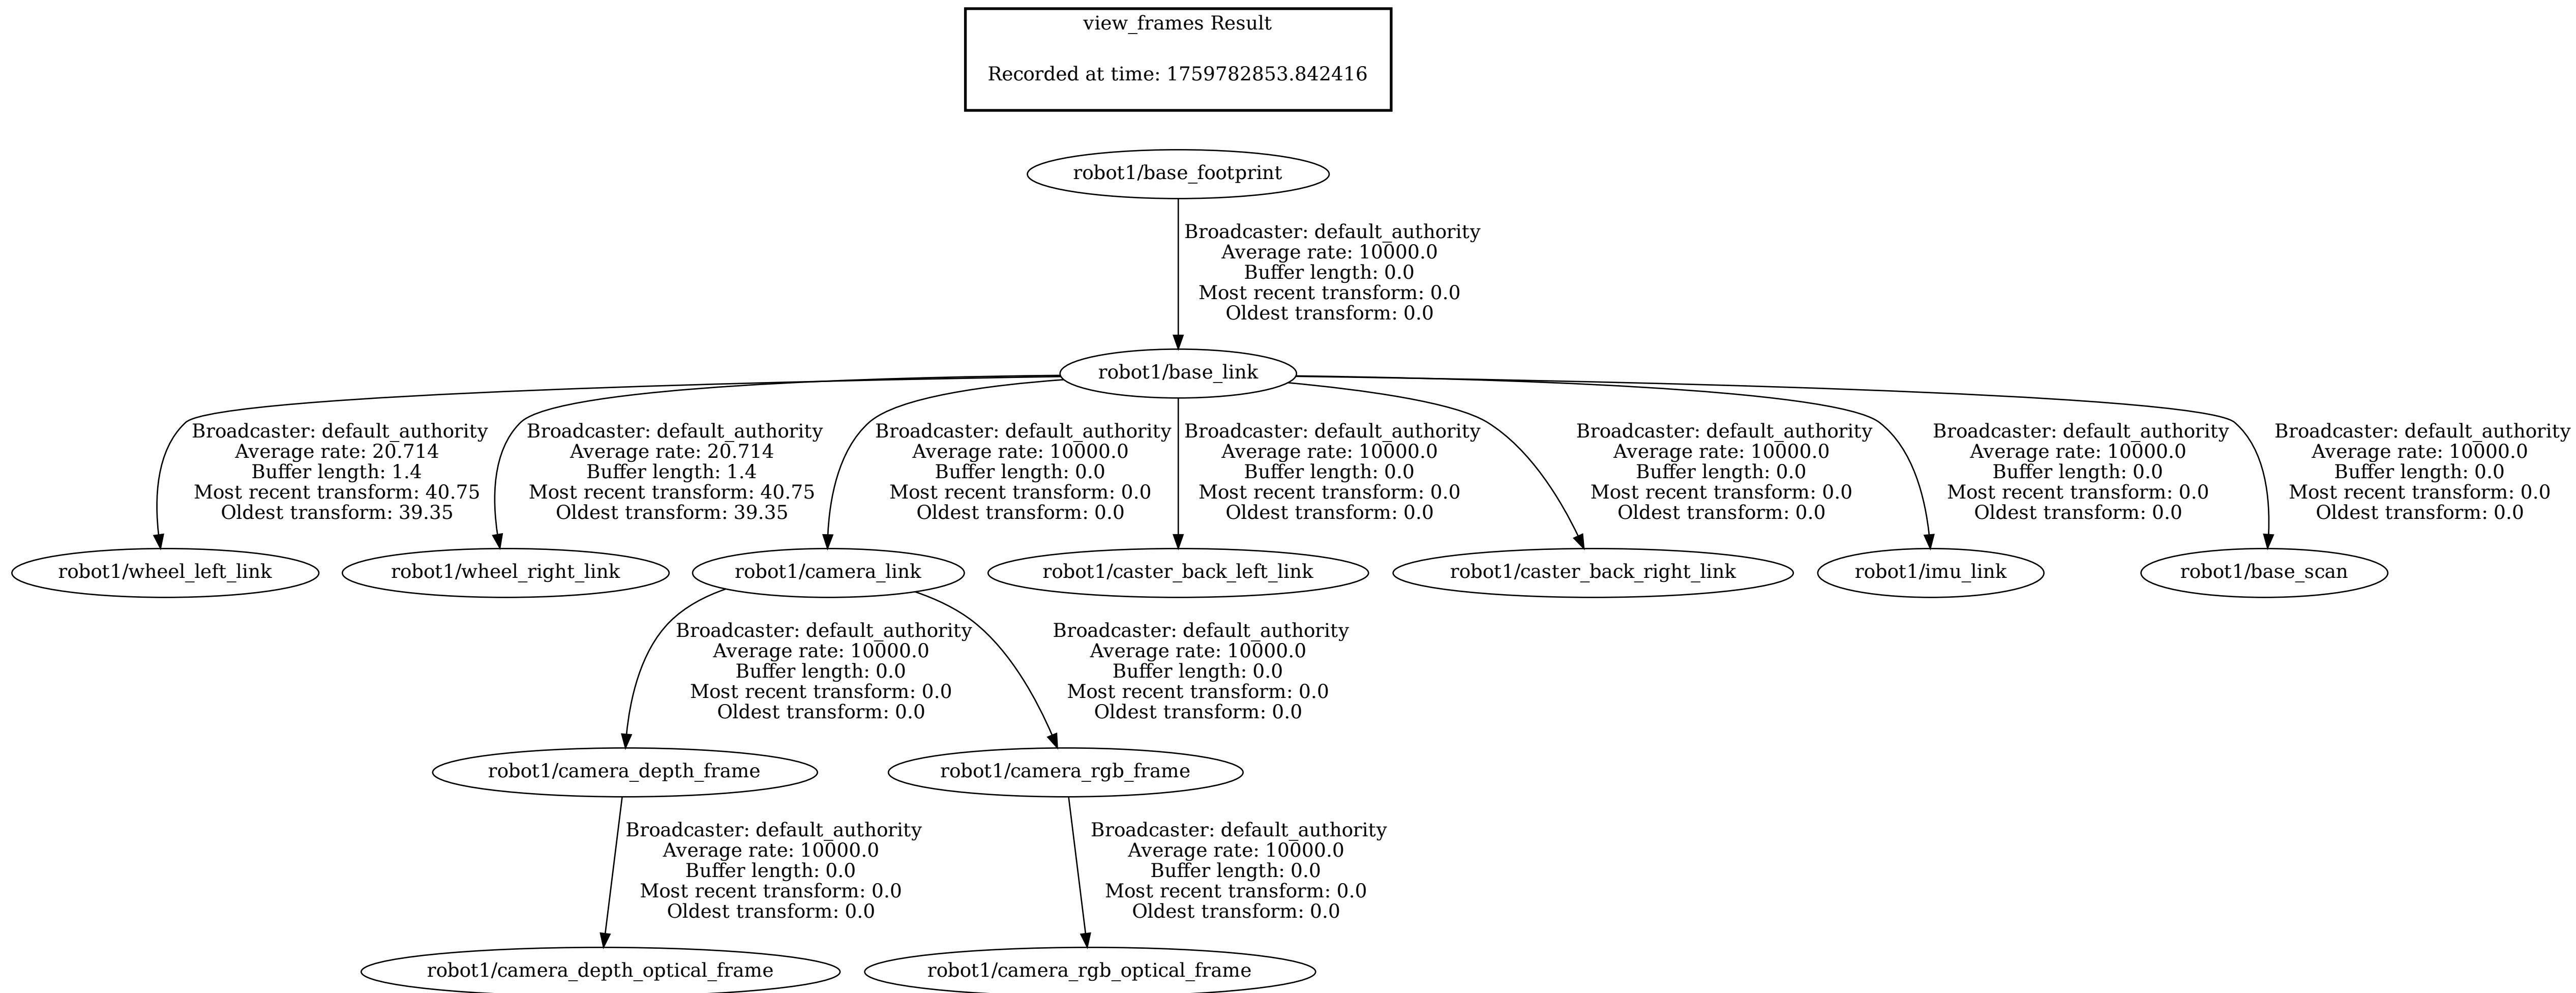 view_frames Result
Recorded at time: 1759782853.842416
robot1/base_footprint
Broadcaster: default_authority
Average rate: 10000.0
Buffer length: 0.0
Most recent transform: 0.0
Oldest transform: 0.0
robot1/base_link
Broadcaster: default_authority
Average rate: 20.714
Buffer length: 1.4
Most recent transform: 40.75
Oldest transform: 39.35
Broadcaster: default_authority
Average rate: 20.714
Buffer length: 1.4
Most recent transform: 40.75
Oldest transform: 39.35
Broadcaster: default_authority
Average rate: 10000.0
Buffer length: 0.0
Most recent transform: 0.0
Oldest transform: 0.0
Broadcaster: default_authority
Average rate: 10000.0
Buffer length: 0.0
Most recent transform: 0.0
Oldest transform: 0.0
Broadcaster: default_authority
Average rate: 10000.0
Buffer length: 0.0
Most recent transform: 0.0
Oldest transform: 0.0
Broadcaster: default_authority
Average rate: 10000.0
Buffer length: 0.0
Most recent transform: 0.0
Oldest transform: 0.0
Broadcaster: default_authority
Average rate: 10000.0
Buffer length: 0.0
Most recent transform: 0.0
Oldest transform: 0.0
robot1/wheel_left_link
robot1/wheel_right_link
robot1/camera_link
robot1/caster_back_left_link
robot1/caster_back_right_link
robot1/imu_link
robot1/base_scan
Broadcaster: default_authority
Average rate: 10000.0
Buffer length: 0.0
Most recent transform: 0.0
Oldest transform: 0.0
Broadcaster: default_authority
Average rate: 10000.0
Buffer length: 0.0
Most recent transform: 0.0
Oldest transform: 0.0
robot1/camera_depth_frame
robot1/camera_rgb_frame
Broadcaster: default_authority
Average rate: 10000.0
Buffer length: 0.0
Most recent transform: 0.0
Oldest transform: 0.0
Broadcaster: default_authority
Average rate: 10000.0
Buffer length: 0.0
Most recent transform: 0.0
Oldest transform: 0.0
robot1/camera_depth_optical_frame
robot1/camera_rgb_optical_frame